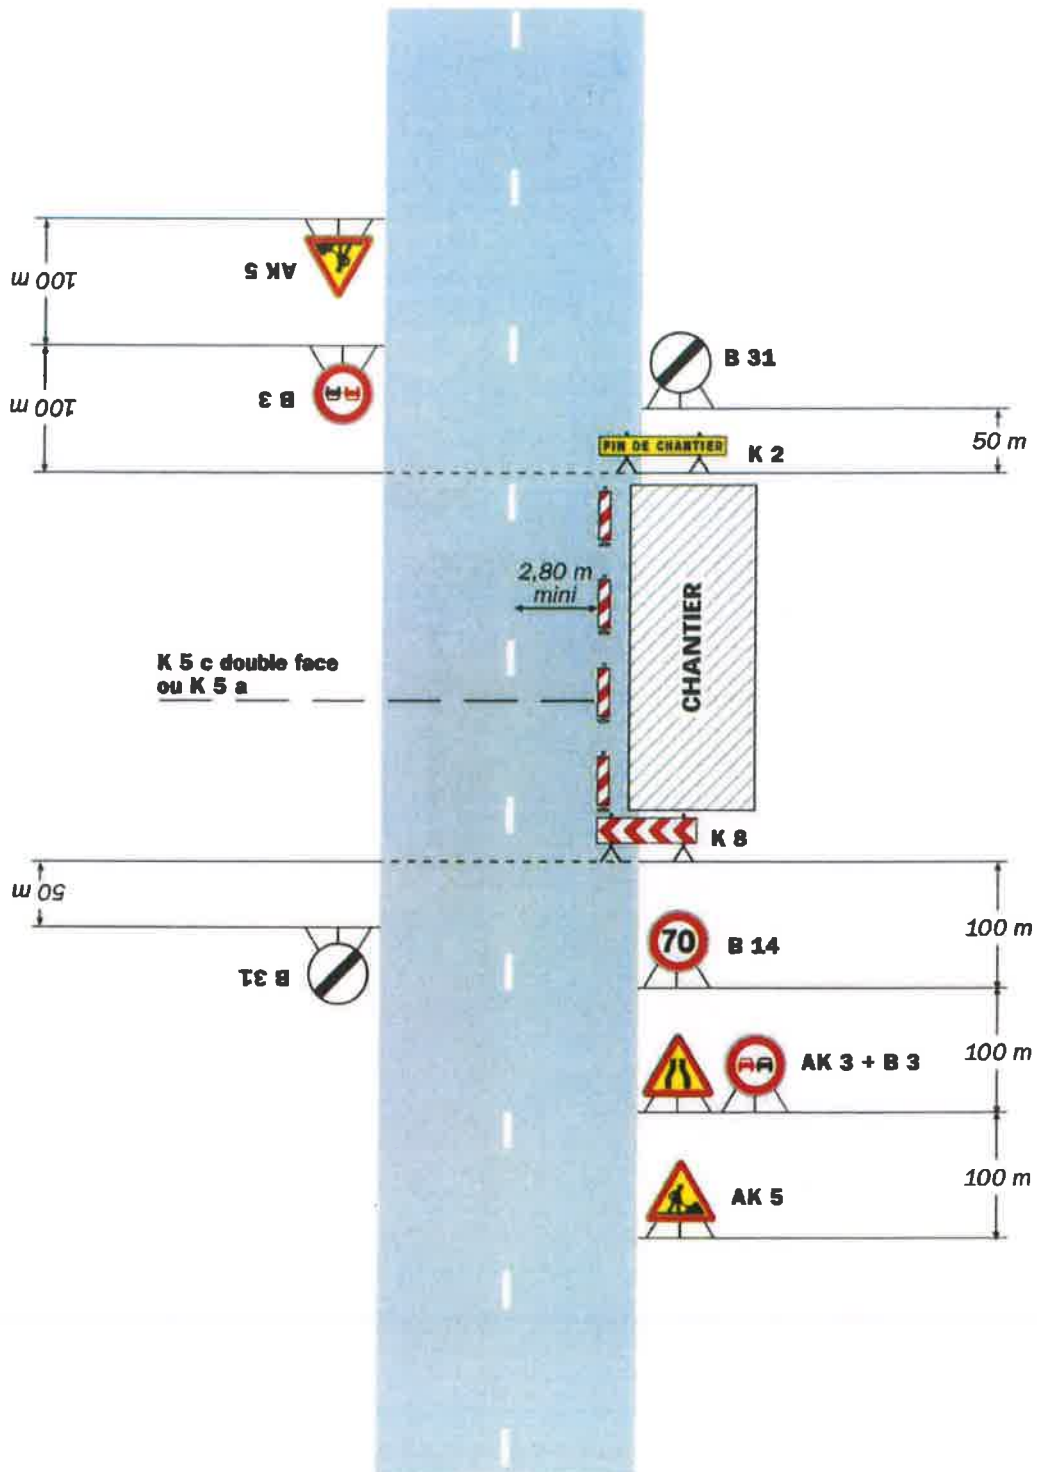 AK 5
100 m
B 3
100 m
B 31
FIN DE CHANTIER
K 2
50 m
2,80 m
mini
CHANTIER
K 5 c double face
ou K 5 a
K 8
50 m
B 31
70
B 14
100 m
AK 3 + B 3
100 m
AK 5
100 m